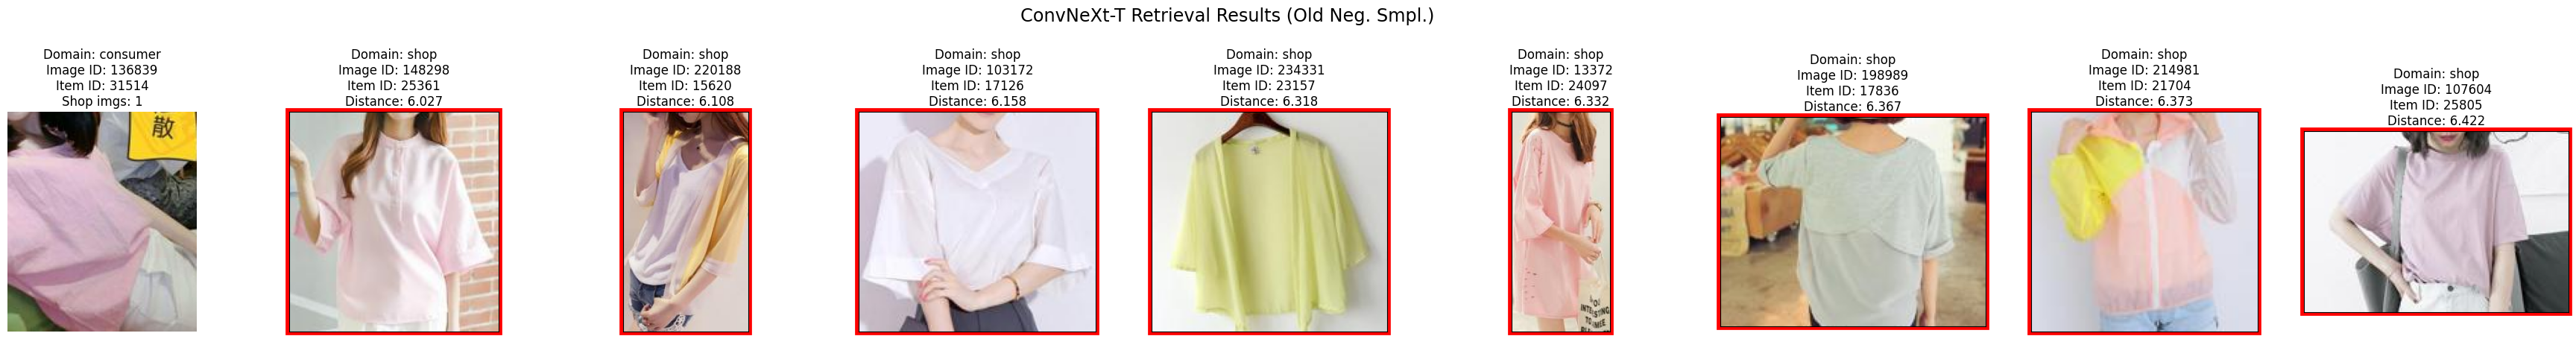 ConvNeXt-T Retrieval Results (Old Neg. Smpl.)
Domain: consumer
Image ID: 136839
Item ID: 31514
Shop imgs: 1
散
Domain: shop
Image ID: 148298
Item ID: 25361
Distance: 6.027
Domain: shop
Image ID: 220188
Item ID: 15620
Distance: 6.108
Domain: shop
Image ID: 103172
Item ID: 17126
Distance: 6.158
Domain: shop
Image ID: 234331
Item ID: 23157
Distance: 6.318
Domain: shop
Image ID: 13372
Item ID: 24097
Distance: 6.332
Domain: shop
Image ID: 198989
Item ID: 17836
Distance: 6.367
Domain: shop
Image ID: 214981
Item ID: 21704
Distance: 6.373
Domain: shop
Image ID: 107604
Item ID: 25805
Distance: 6.422